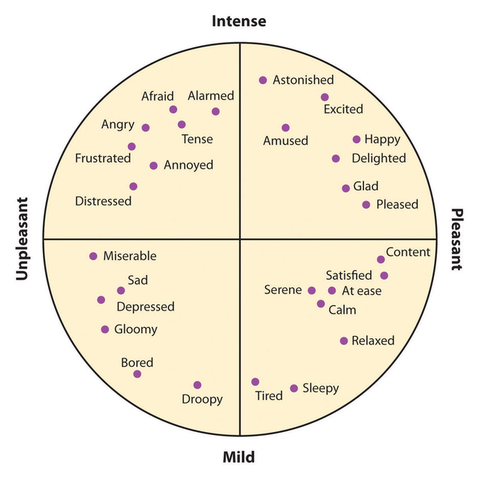 Intense
Astonished
Excited
Afraid
Alarmed
Angry
Tense
Amused
Happy
Frustrated
Annoyed
Delighted
Distressed
Glad
Pleased
Unpleasant
Pleasant
Miserable
Content
Sad
Satisfied
Depressed
Serene
At ease
Calm
Gloomy
Relaxed
Bored
Droopy
Tired
Sleepy
Mild